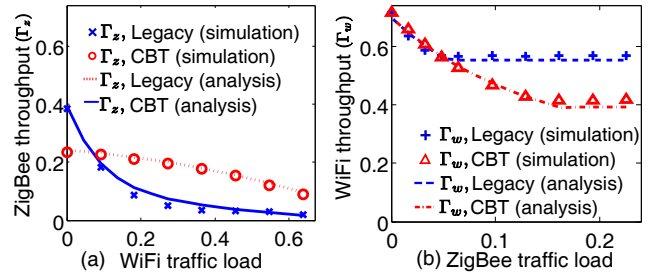 ZigBee throughput (Γz)
0.6
0.4
0.2
0
Γz, Legacy (simulation)
Γz, CBT (simulation)
Γz, Legacy (analysis)
Γz, CBT (analysis)
0 0.2 0.4 0.6
(a) WiFi traffic load
WiFi throughput (Γw)
0.6
0.4
0.2
0
Γw, Legacy (simulation)
Γw, CBT (simulation)
Γw, Legacy (analysis)
Γw, CBT (analysis)
0 0.1 0.2
(b) ZigBee traffic load